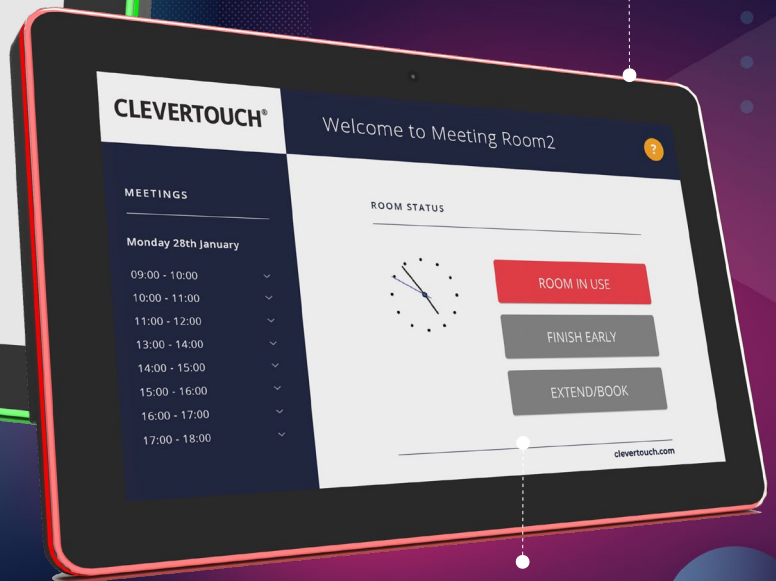 CLEVERTOUCH®
Welcome to Meeting Room2
?
MEETINGS
Monday 28th January
09:00 - 10:00
10:00 - 11:00
11:00 - 12:00
13:00 - 14:00
14:00 - 15:00
15:00 - 16:00
16:00 - 17:00
17:00 - 18:00
ROOM STATUS
ROOM IN USE
FINISH EARLY
EXTEND/BOOK
clevertouch.com